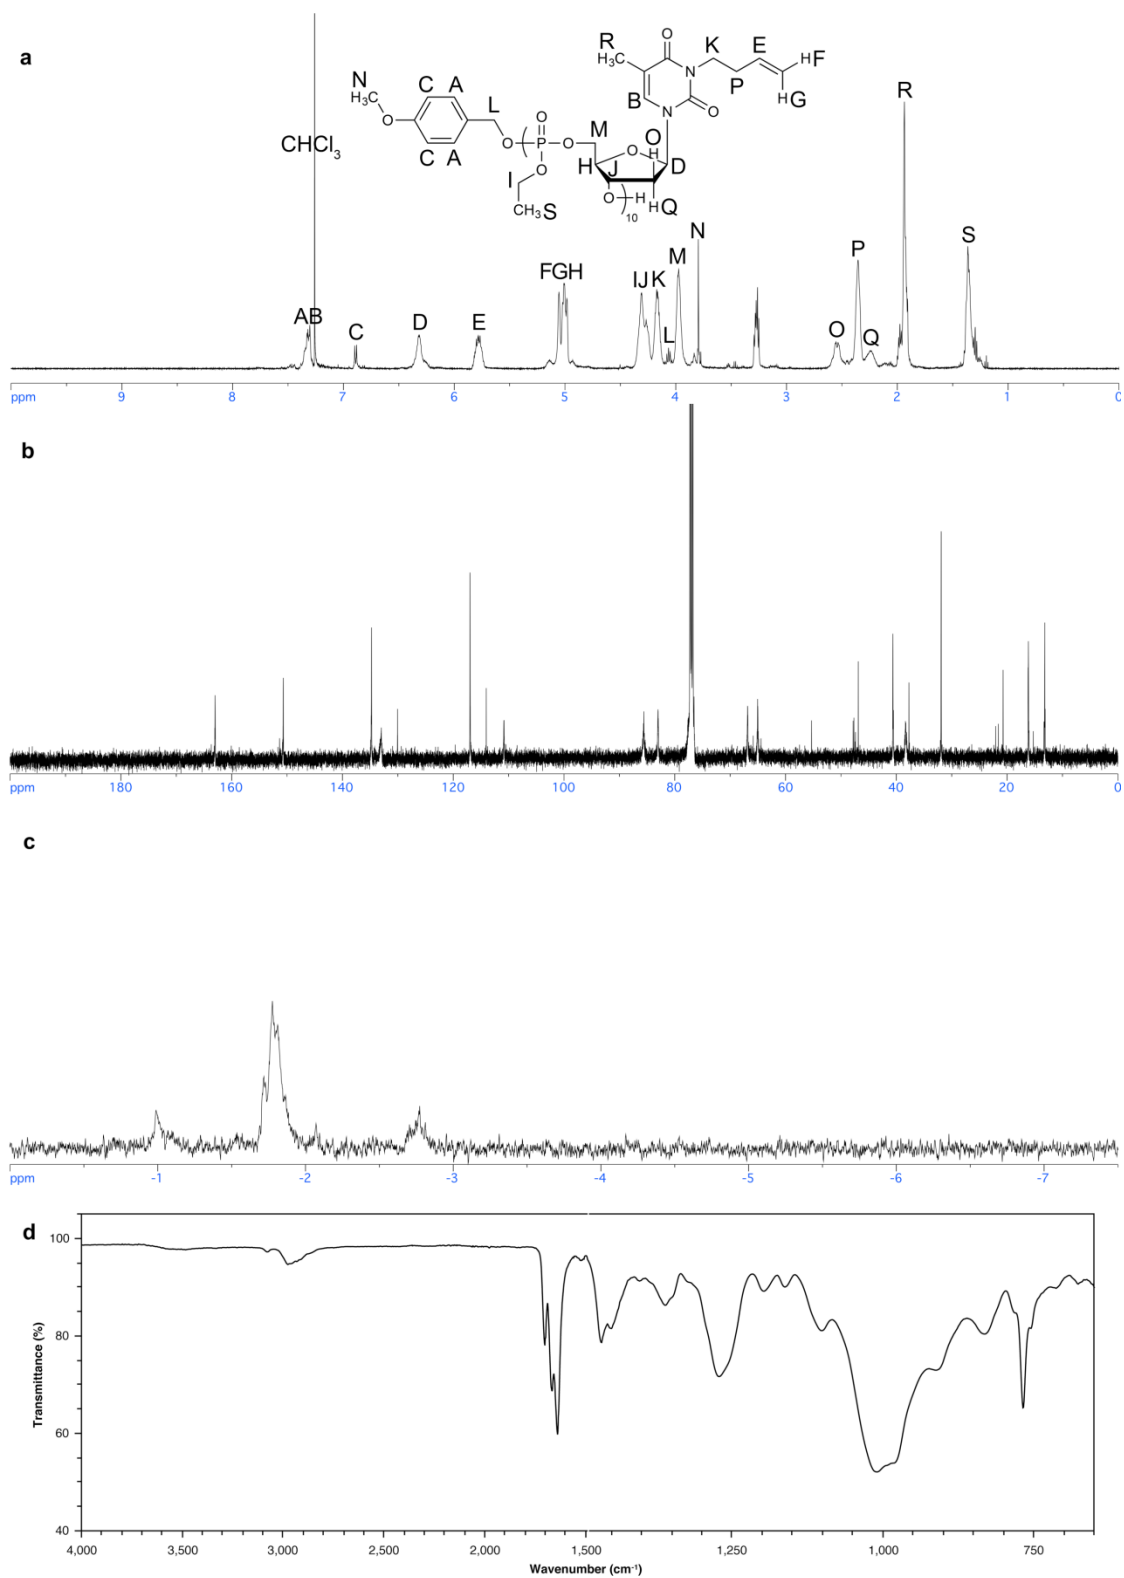 a
CHCl3
N
H3C
O
C
A
C
A
L
O
(
O
P
O
I
O
CH3S
M
O
H
J
O
H
D
O
H
)10
HQ
R
H3C
O
N
B
N
O
K
P
E
HF
H
G
AB
C
D
E
FGH
IJ
K
L
M
N
O
P
Q
R
S
ppm 9 8 7 6 5 4 3 2 1 0
b
ppm 180 160 140 120 100 80 60 40 20 0
c
ppm -1 -2 -3 -4 -5 -6 -7
d
Transmittance (%)
100
80
60
40
4,000 3,500 3,000 2,500 2,000 1,500 1,250 1,000 750
Wavenumber (cm-1)